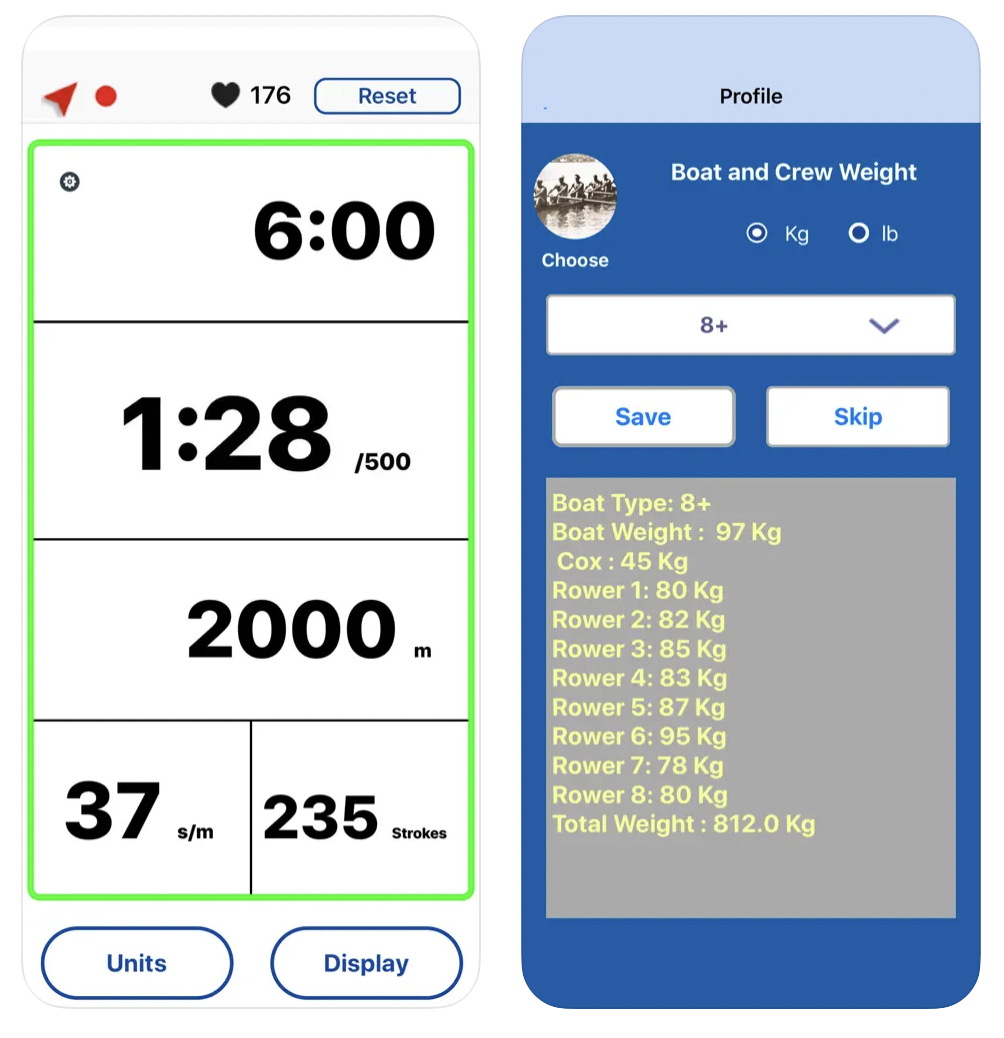 176 Reset
6:00
1:28 /500
2000 m
37 s/m 235 Strokes
Units Display
Profile
Boat and Crew Weight
Kg lb
Choose
8+
Save Skip
Boat Type: 8+
Boat Weight : 97 Kg
Cox : 45 Kg
Rower 1: 80 Kg
Rower 2: 82 Kg
Rower 3: 85 Kg
Rower 4: 83 Kg
Rower 5: 87 Kg
Rower 6: 95 Kg
Rower 7: 78 Kg
Rower 8: 80 Kg
Total Weight : 812.0 Kg